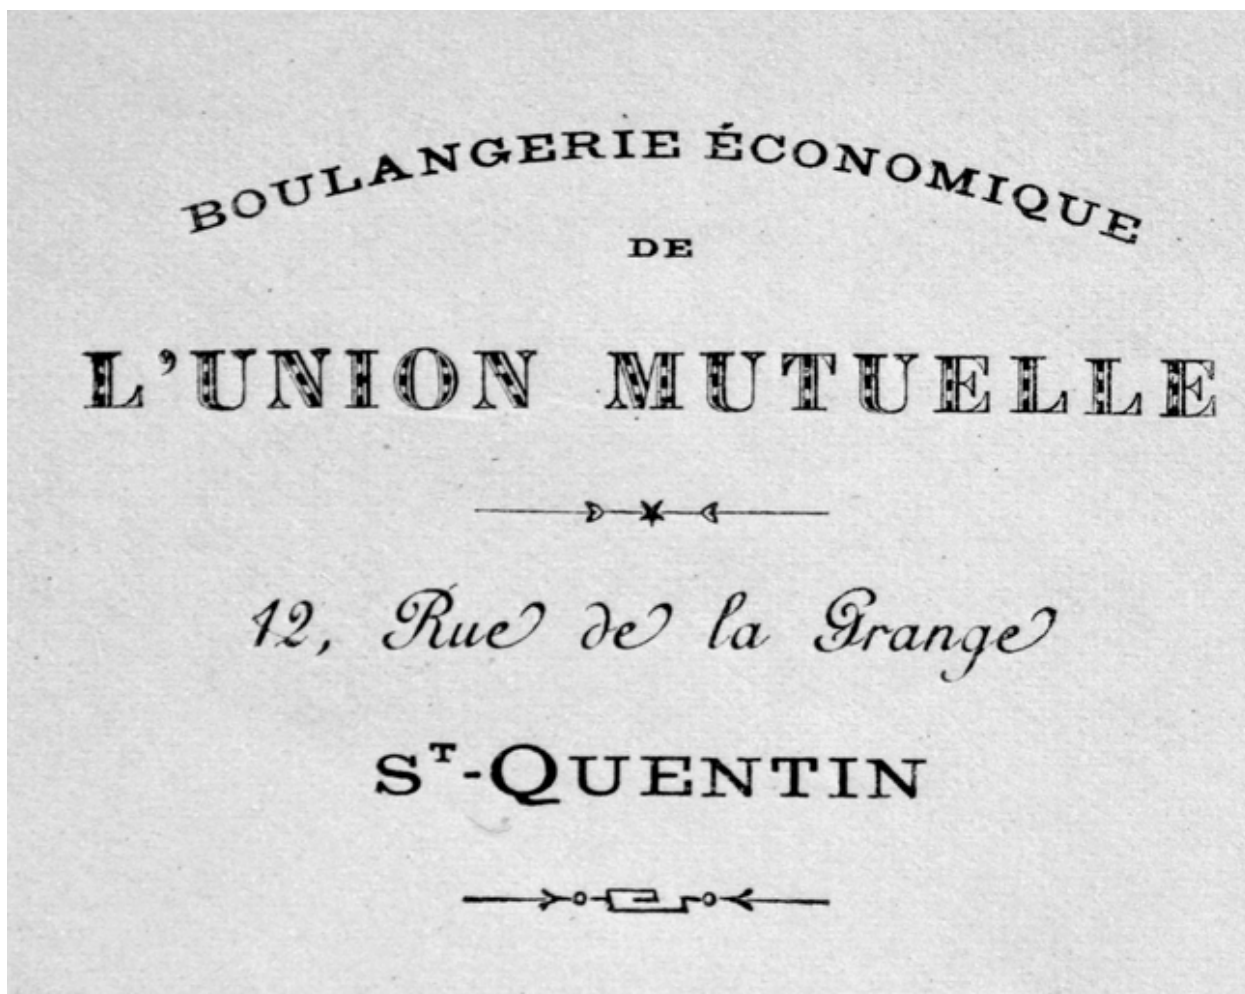 BOULANGERIE ÉCONOMIQUE
DE
L'UNION MUTUELLE
12, Rue de la Grange
ST-QUENTIN